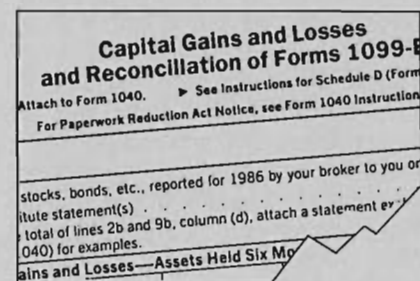 Capital Gains and Losses
and Reconciliation of Forms 1099-
Attach to Form 1040. ► See Instructions for Schedule D (Form
For Paperwork Reduction Act Notice, see Form 1040 Instruction
stocks, bonds, etc., reported for 1986 by your broker to you or
itute statement(s) . . . . . . . . . .
total of lines 2b and 9b, column (d), attach a statement
040) for examples.
ains and Losses—Assets Held Six Mo